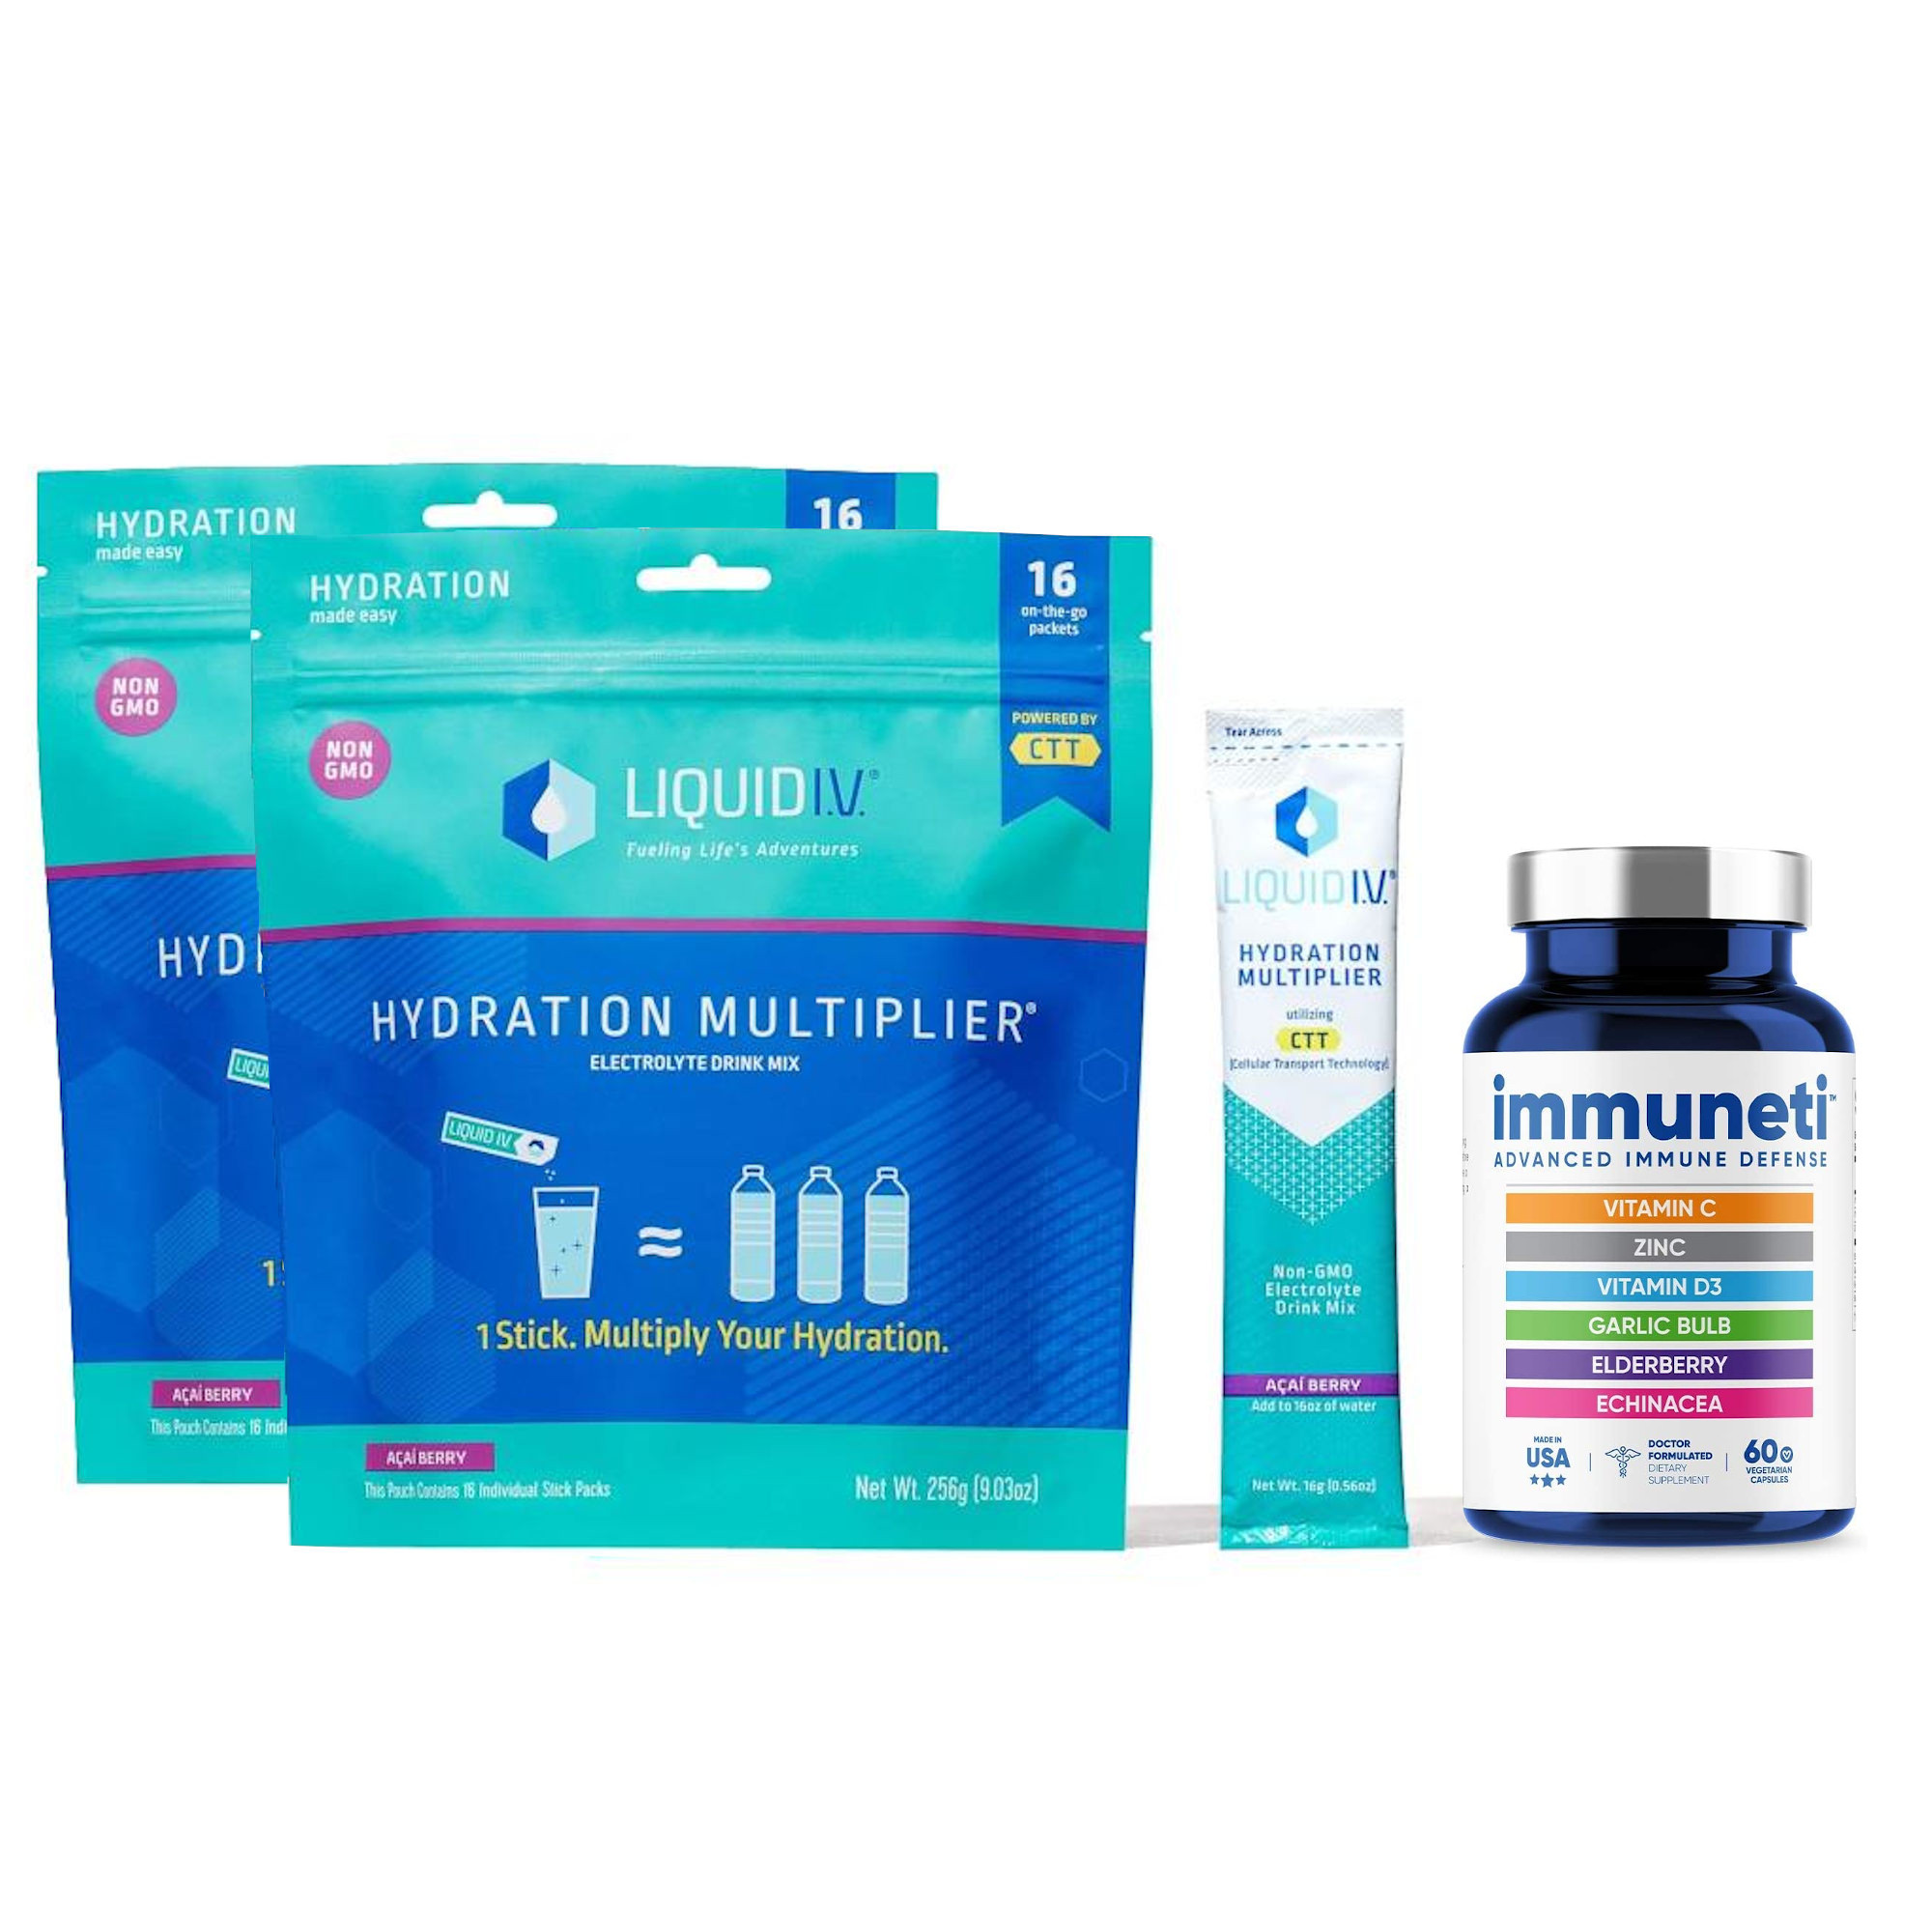 HYDRATION
made easy
16
NON
GMO
HYD
LIQU
1
AÇAÍ BERRY
This Pouch Contains 16 Indi
HYDRATION
made easy
16
on-the-go
packets
NON
GMO
POWERED BY
CTT
LIQUID I.V.®
Fueling Life's Adventures
HYDRATION MULTIPLIER®
ELECTROLYTE DRINK MIX
LIQUID IV
≈
1 Stick. Multiply Your Hydration.
AÇAÍ BERRY
This Pouch Contains 16 Individual Stick Packs
Net Wt. 256g (9.03oz)
Tear Across
LIQUID I.V.®
HYDRATION
MULTIPLIER
utilizing
CTT
(Cellular Transport Technology)
Non-GMO
Electrolyte
Drink Mix
AÇAÍ BERRY
Add to 16oz of water
Net Wt. 16g (0.56oz)
immuneti™
ADVANCED IMMUNE DEFENSE
VITAMIN C
ZINC
VITAMIN D3
GARLIC BULB
ELDERBERRY
ECHINACEA
MADE IN
USA
DOCTOR
FORMULATED
DIETARY
SUPPLEMENT
60
VEGETARIAN
CAPSULES